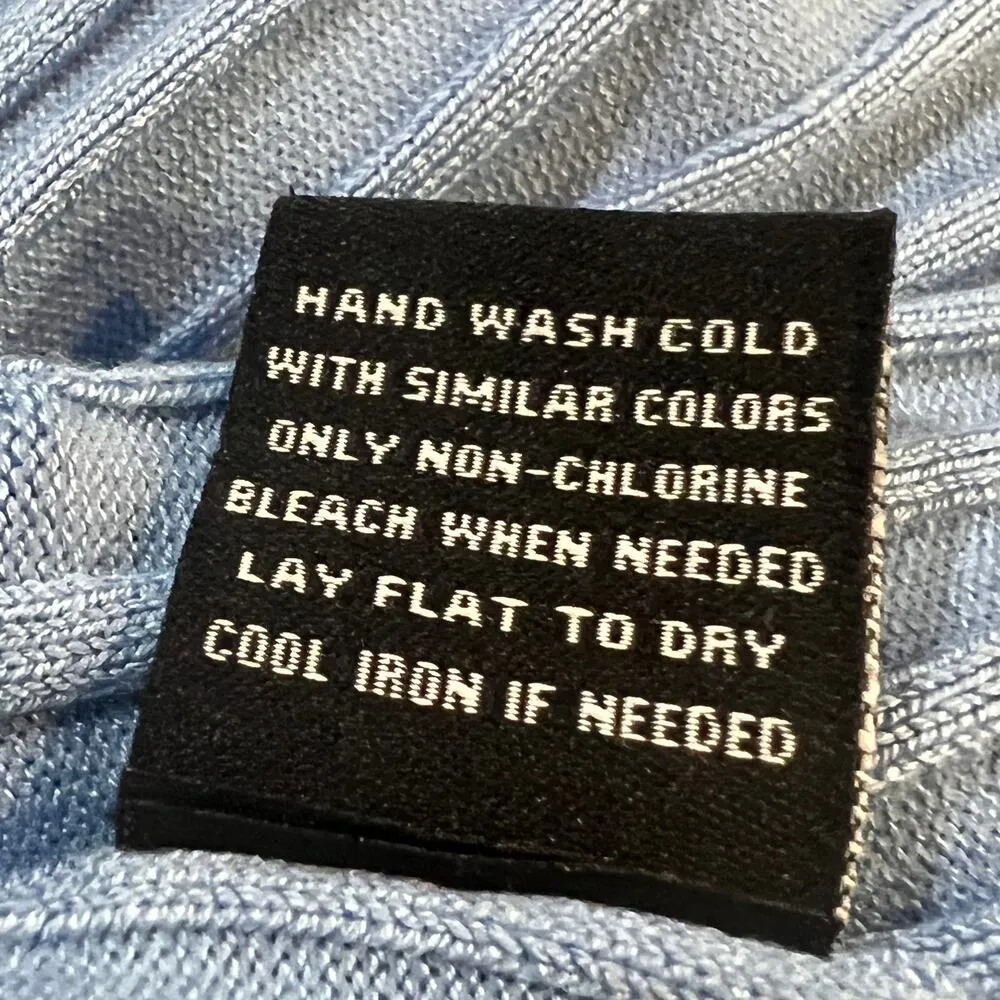 HAND WASH COLD
WITH SIMILAR COLORS
ONLY NON-CHLORINE
BLEACH WHEN NEEDED
LAY FLAT TO DRY
COOL IRON IF NEEDED